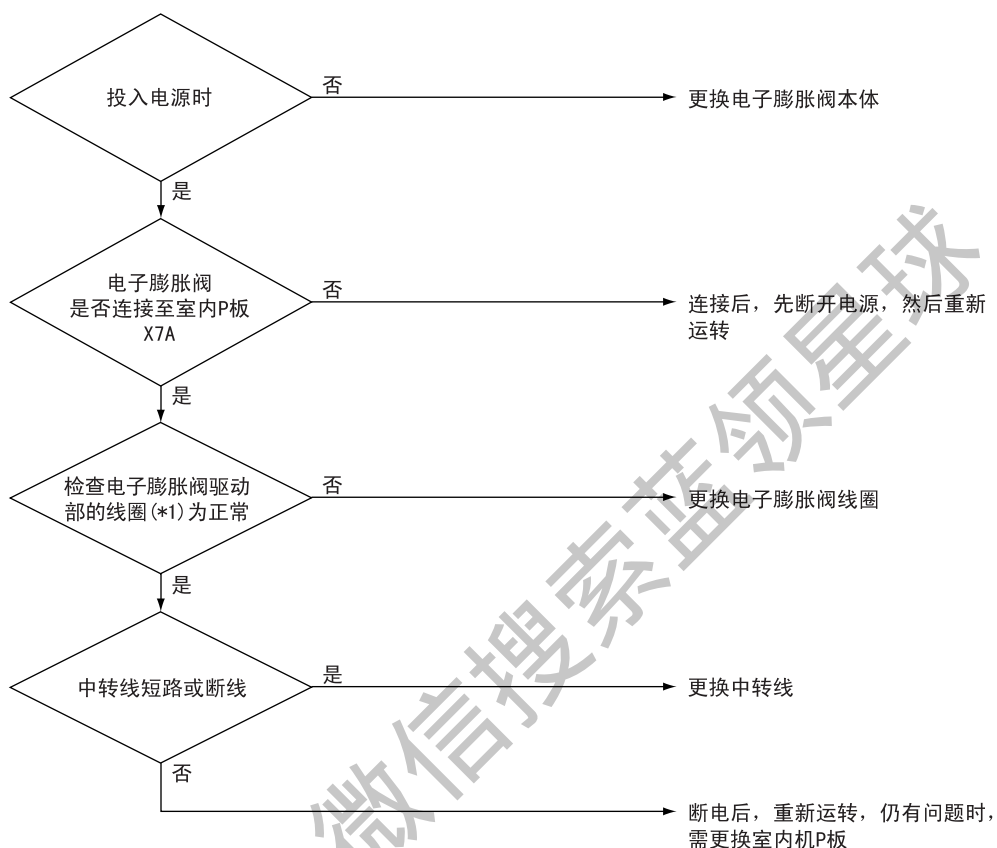 投入电源时
否
更换电子膨胀阀本体
是
电子膨胀阀
是否连接至室内P板
X7A
否
连接后，先断开电源，然后重新
运转
是
检查电子膨胀阀驱动
部的线圈(*1)为正常
否
更换电子膨胀阀线圈
是
中转线短路或断线
是
更换中转线
否
断电后，重新运转，仍有问题时，
需更换室内机P板
微信搜索蓝领星球